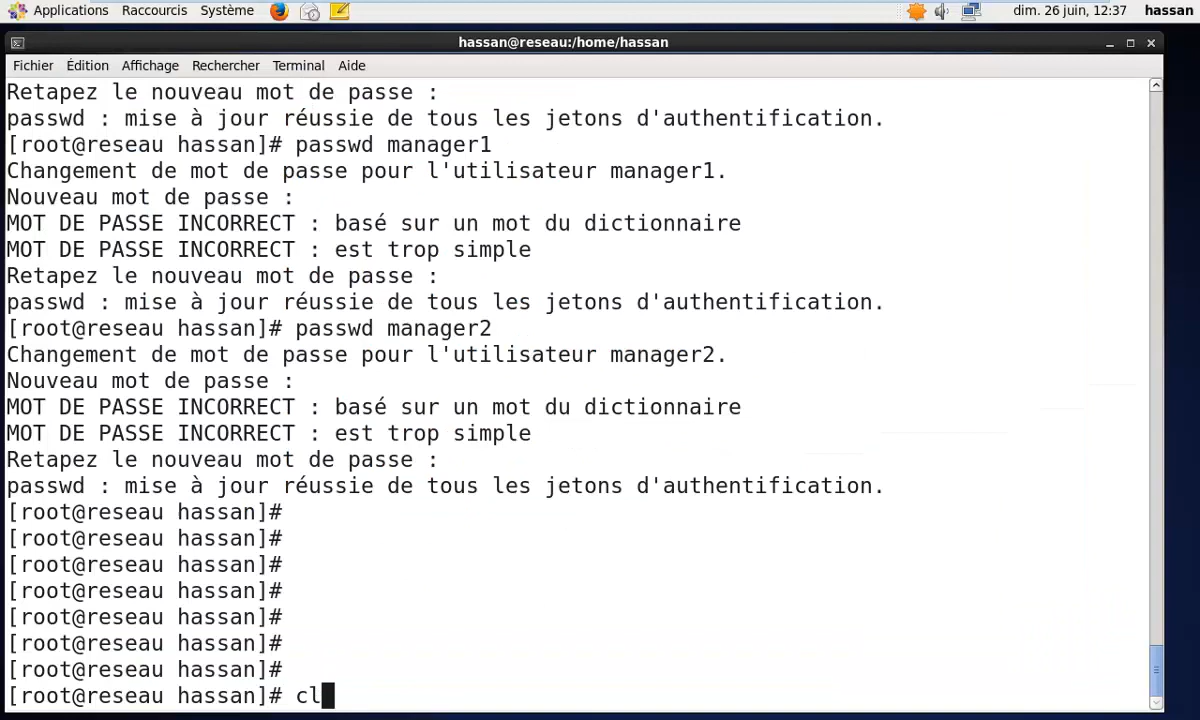 Applications Raccourcis Système dim. 26 juin, 12:37 hassan
hassan@reseau:/home/hassan
Fichier Édition Affichage Rechercher Terminal Aide
Retapez le nouveau mot de passe :
passwd : mise à jour réussie de tous les jetons d'authentification.
[root@reseau hassan]# passwd manager1
Changement de mot de passe pour l'utilisateur manager1.
Nouveau mot de passe :
MOT DE PASSE INCORRECT : basé sur un mot du dictionnaire
MOT DE PASSE INCORRECT : est trop simple
Retapez le nouveau mot de passe :
passwd : mise à jour réussie de tous les jetons d'authentification.
[root@reseau hassan]# passwd manager2
Changement de mot de passe pour l'utilisateur manager2.
Nouveau mot de passe :
MOT DE PASSE INCORRECT : basé sur un mot du dictionnaire
MOT DE PASSE INCORRECT : est trop simple
Retapez le nouveau mot de passe :
passwd : mise à jour réussie de tous les jetons d'authentification.
[root@reseau hassan]#
[root@reseau hassan]#
[root@reseau hassan]#
[root@reseau hassan]#
[root@reseau hassan]#
[root@reseau hassan]#
[root@reseau hassan]#
[root@reseau hassan]# cl